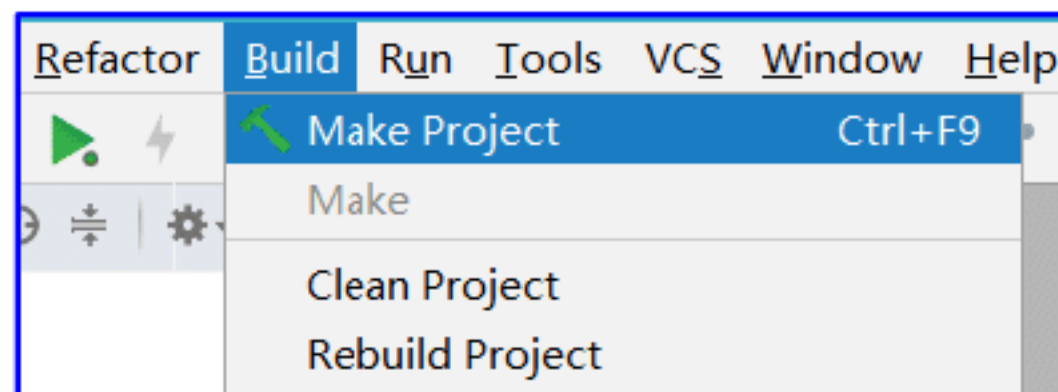 Refactor Build Run Tools VCS Window Help
Make Project Ctrl+F9
Make
Clean Project
Rebuild Project